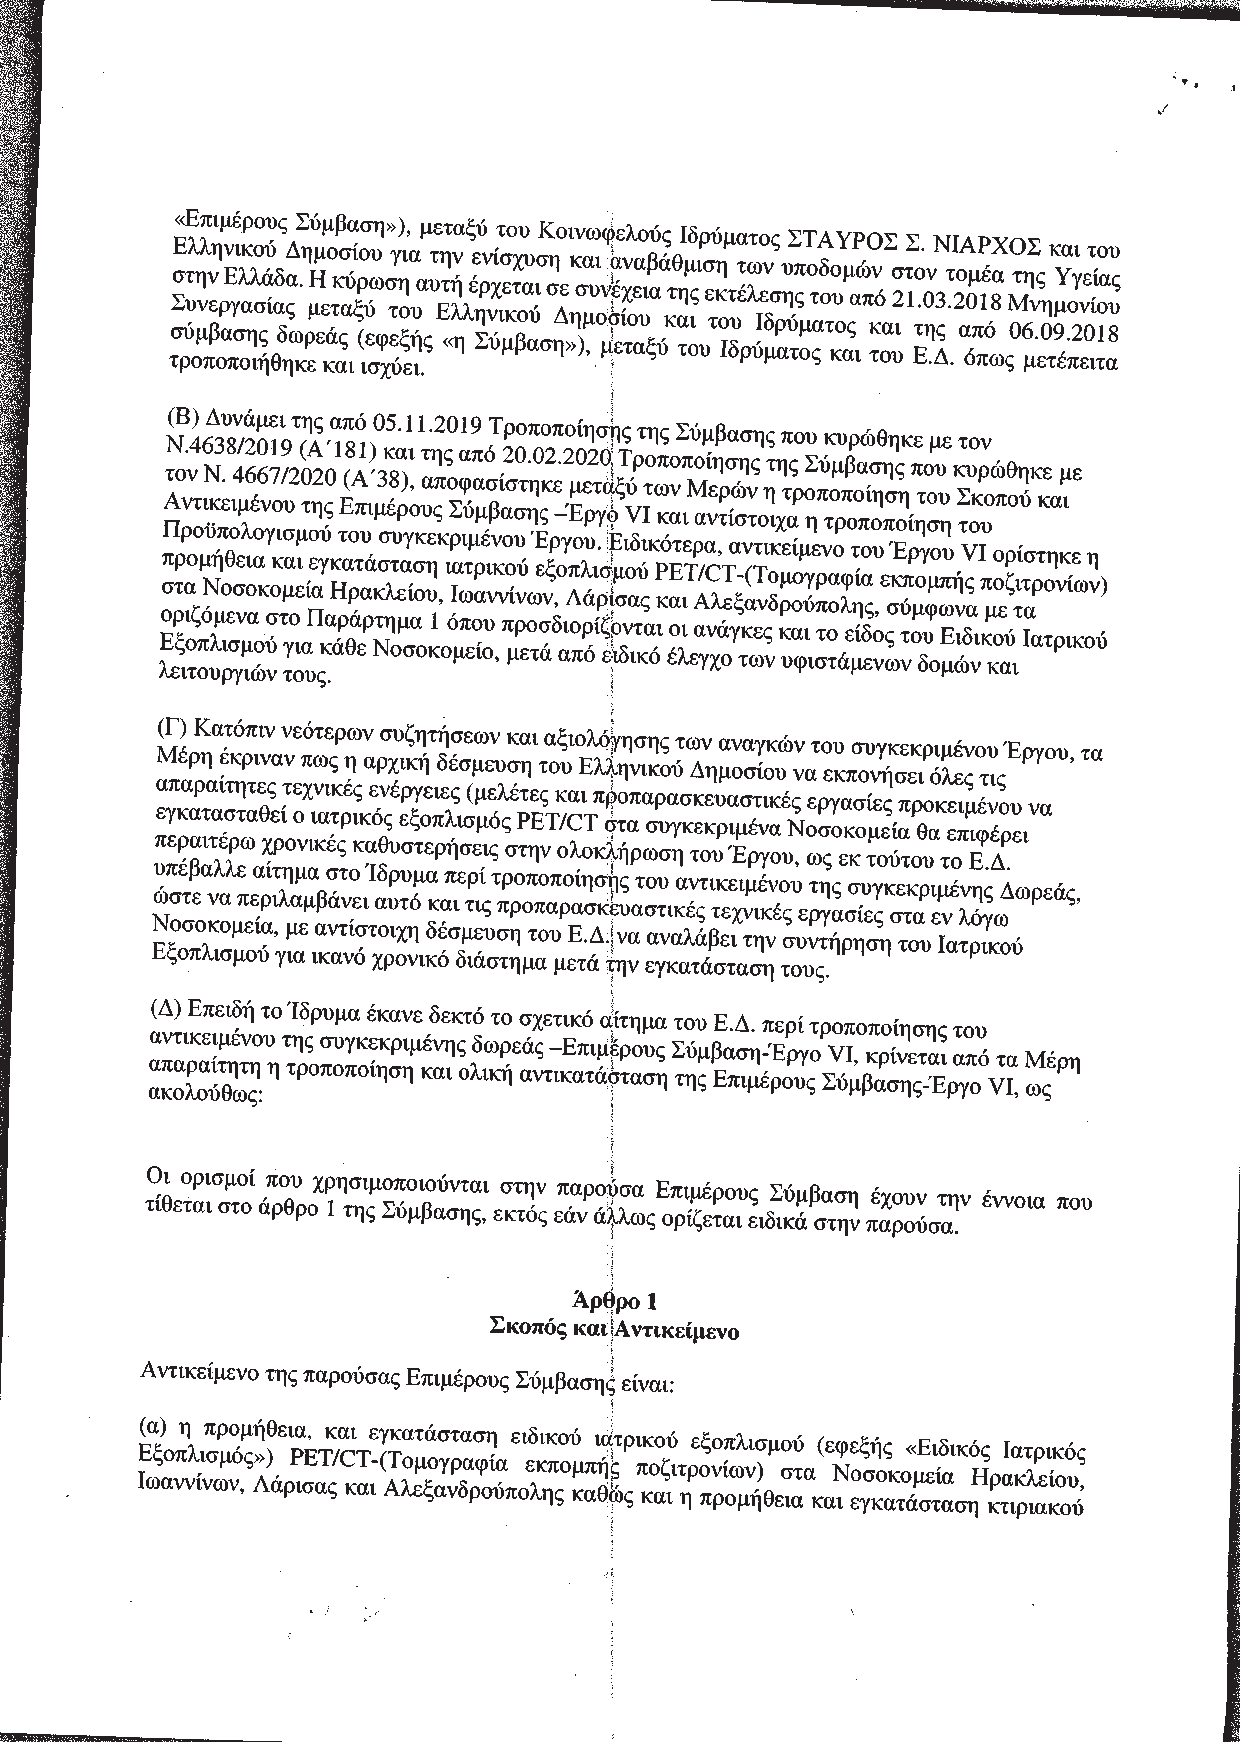 «Επιμέρους Σύμβαση»), μεταξύ του Κοινωφελούς Ιδρύματος ΣΤΑΥΡΟΣ Σ. ΝΙΑΡΧΟΣ και του
Ελληνικού Δημοσίου για την ενίσχυση και αναβάθμιση των υποδομών στον τομέα της Υγείας
στην Ελλάδα. Η κύρωση αυτή έρχεται σε συνέχεια της εκτέλεσης του από 21.03.2018 Μνημονίου
Συνεργασίας μεταξύ του Ελληνικού Δημοσίου και του Ιδρύματος και της από 06.09.2018
σύμβασης δωρεάς (εφεξής «η Σύμβαση»), μεταξύ του Ιδρύματος και του Ε.Δ. όπως μετέπειτα
τροποποιήθηκε και ισχύει.
(Β) Δυνάμει της από 05.11.2019 Τροποποίησης της Σύμβασης που κυρώθηκε με τον
Ν.4638/2019 (Α΄181) και της από 20.02.2020 Τροποποίησης της Σύμβασης που κυρώθηκε με
τον Ν. 4667/2020 (Α΄38), αποφασίστηκε μεταξύ των Μερών η τροποποίηση του Σκοπού και
Αντικειμένου της Επιμέρους Σύμβασης –Έργο VI και αντίστοιχα η τροποποίηση του
Προϋπολογισμού του συγκεκριμένου Έργου. Ειδικότερα, αντικείμενο του Έργου VI ορίστηκε η
προμήθεια και εγκατάσταση ιατρικού εξοπλισμού PET/CT-(Τομογραφία εκπομπής ποζιτρονίων)
στα Νοσοκομεία Ηρακλείου, Ιωαννίνων, Λάρισας και Αλεξανδρούπολης, σύμφωνα με τα
οριζόμενα στο Παράρτημα 1 όπου προσδιορίζονται οι ανάγκες και το είδος του Ειδικού Ιατρικού
Εξοπλισμού για κάθε Νοσοκομείο, μετά από ειδικό έλεγχο των υφιστάμενων δομών και
λειτουργιών τους.
(Γ) Κατόπιν νεότερων συζητήσεων και αξιολόγησης των αναγκών του συγκεκριμένου Έργου, τα
Μέρη έκριναν πως η αρχική δέσμευση του Ελληνικού Δημοσίου να εκπονήσει όλες τις
απαραίτητες τεχνικές ενέργειες (μελέτες και προπαρασκευαστικές εργασίες προκειμένου να
εγκατασταθεί ο ιατρικός εξοπλισμός PET/CT στα συγκεκριμένα Νοσοκομεία θα επιφέρει
περαιτέρω χρονικές καθυστερήσεις στην ολοκλήρωση του Έργου, ως εκ τούτου το Ε.Δ.
υπέβαλλε αίτημα στο Ίδρυμα περί τροποποίησης του αντικειμένου της συγκεκριμένης Δωρεάς,
ώστε να περιλαμβάνει αυτό και τις προπαρασκευαστικές τεχνικές εργασίες στα εν λόγω
Νοσοκομεία, με αντίστοιχη δέσμευση του Ε.Δ. να αναλάβει την συντήρηση του Ιατρικού
Εξοπλισμού για ικανό χρονικό διάστημα μετά την εγκατάσταση τους.
(Δ) Επειδή το Ίδρυμα έκανε δεκτό το σχετικό αίτημα του Ε.Δ. περί τροποποίησης του
αντικειμένου της συγκεκριμένης δωρεάς –Επιμέρους Σύμβαση-Έργο VI, κρίνεται από τα Μέρη
απαραίτητη η τροποποίηση και ολική αντικατάσταση της Επιμέρους Σύμβασης-Έργο VI, ως
ακολούθως:
Οι ορισμοί που χρησιμοποιούνται στην παρούσα Επιμέρους Σύμβαση έχουν την έννοια που
τίθεται στο άρθρο 1 της Σύμβασης, εκτός εάν άλλως ορίζεται ειδικά στην παρούσα.
Άρθρο 1
Σκοπός και Αντικείμενο
Αντικείμενο της παρούσας Επιμέρους Σύμβασης είναι:
(α) η προμήθεια, και εγκατάσταση ειδικού ιατρικού εξοπλισμού (εφεξής «Ειδικός Ιατρικός
Εξοπλισμός») PET/CT-(Τομογραφία εκπομπής ποζιτρονίων) στα Νοσοκομεία Ηρακλείου,
Ιωαννίνων, Λάρισας και Αλεξανδρούπολης καθώς και η προμήθεια και εγκατάσταση κτιριακού